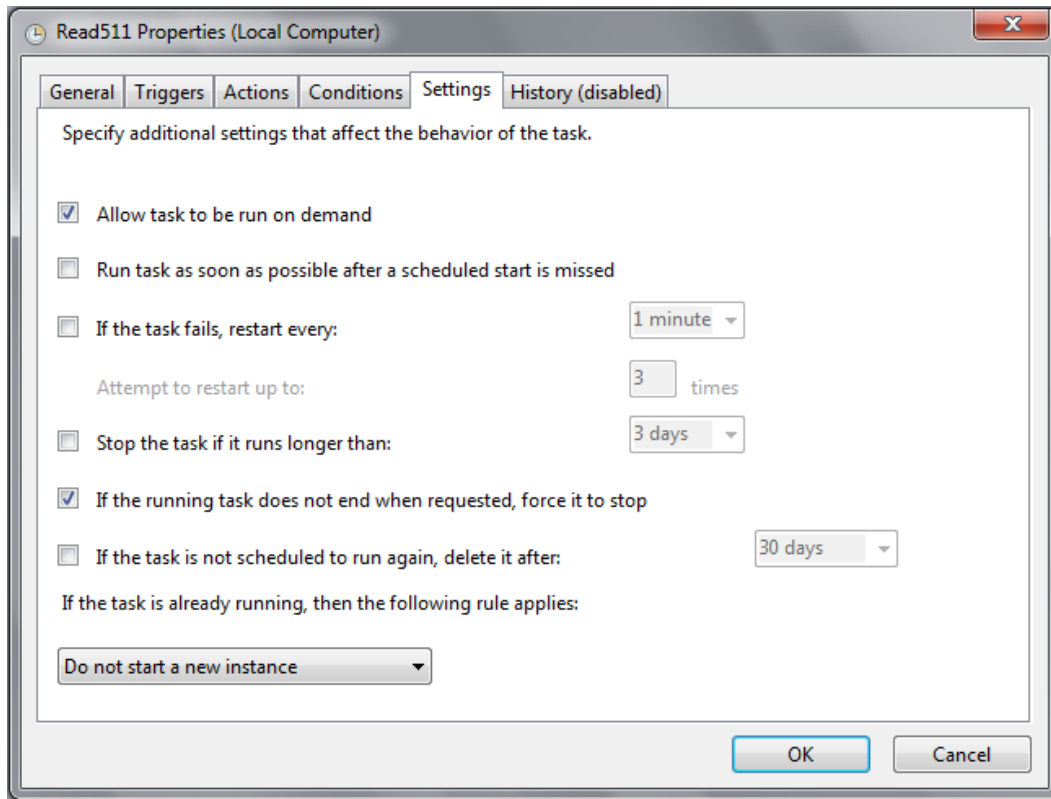 Read511 Properties (Local Computer)
General Triggers Actions Conditions Settings History (disabled)
Specify additional settings that affect the behavior of the task.
Allow task to be run on demand
Run task as soon as possible after a scheduled start is missed
If the task fails, restart every: 1 minute
Attempt to restart up to: 3 times
Stop the task if it runs longer than: 3 days
If the running task does not end when requested, force it to stop
If the task is not scheduled to run again, delete it after: 30 days
If the task is already running, then the following rule applies:
Do not start a new instance
OK Cancel